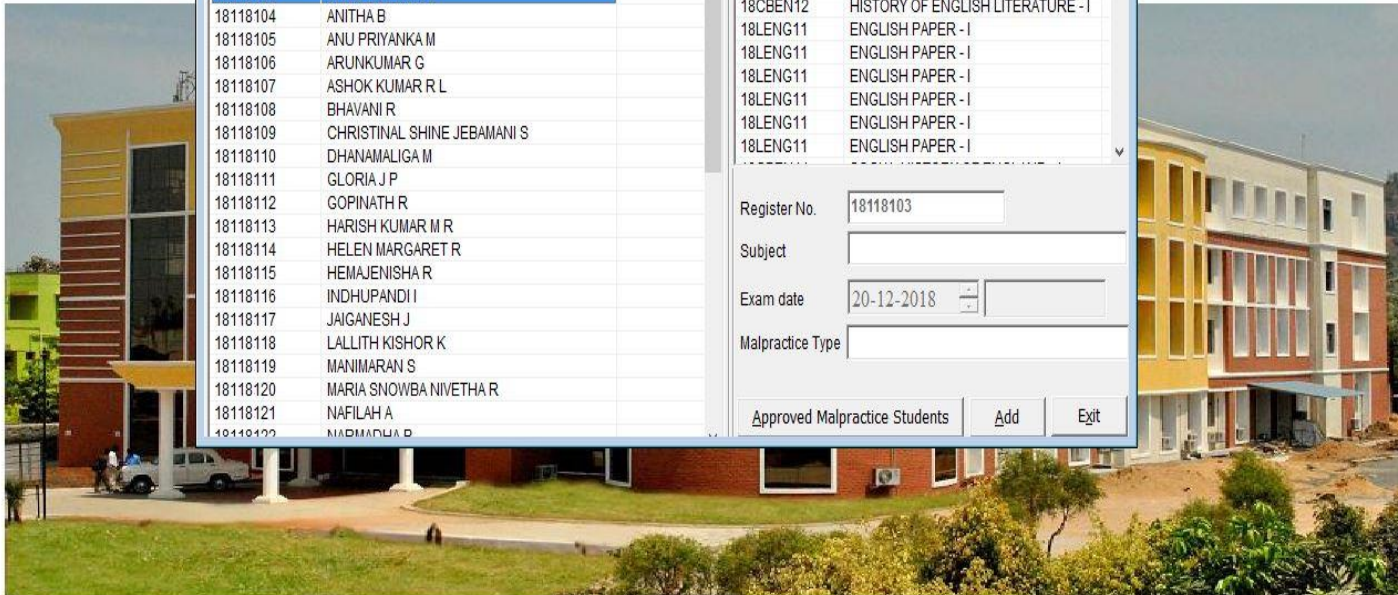 18118104 ANITHA B
18118105 ANU PRIYANKA M
18118106 ARUNKUMAR G
18118107 ASHOK KUMAR R L
18118108 BHAVANI R
18118109 CHRISTINAL SHINE JEBAMANI S
18118110 DHANAMALIGA M
18118111 GLORIA J P
18118112 GOPINATH R
18118113 HARISH KUMAR M R
18118114 HELEN MARGARET R
18118115 HEMAJENISHA R
18118116 INDHUPANDI I
18118117 JAIGANESH J
18118118 LALLITH KISHOR K
18118119 MANIMARAN S
18118120 MARIA SNOWBA NIVETHA R
18118121 NAFILAH A
18118122 NARMADHA
18CBEN12 HISTORY OF ENGLISH LITERATURE - I
18LENG11 ENGLISH PAPER - I
18LENG11 ENGLISH PAPER - I
18LENG11 ENGLISH PAPER - I
18LENG11 ENGLISH PAPER - I
18LENG11 ENGLISH PAPER - I
18LENG11 ENGLISH PAPER - I
Register No. 18118103
Subject
Exam date 20-12-2018
Malpractice Type
Approved Malpractice Students Add Exit